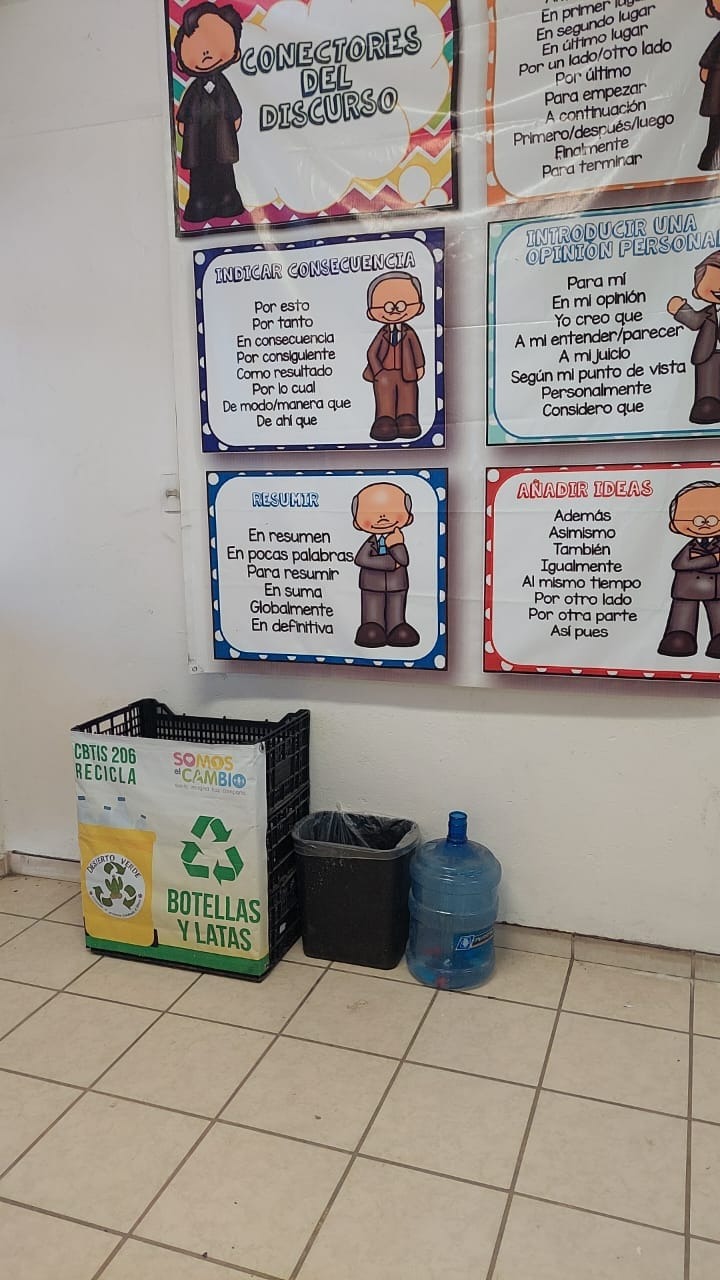 CONECTORES
DEL
DISCURSO
En primer
En segundo lugar
En último lugar
Por un lado/otro lado
Por último
Para empezar
A continuación
Primero/después/luego
Finalmente
Para terminar
INDICAR CONSECUENCIA
Por esto
Por tanto
En consecuencia
Por consiguiente
Como resultado
Por lo cual
De modo/manera que
De ahí que
INTRODUCIR UNA
OPINION PERSONA
Para mí
En mi opinión
Yo creo que
A mi entender/parecer
A mi juicio
Según mi punto de vista
Personalmente
Considero que
RESUMIR
En resumen
En pocas palabras
Para resumir
En suma
Globalmente
En definitiva
AÑADIR IDEAS
Además
Asimismo
También
Igualmente
Al mismo tiempo
Por otro lado
Por otra parte
Así pues
CBTIS 206
RECICLA
SOMOS
el CAMBIO
DESIERTO VERDE
BOTELLAS
Y LATAS